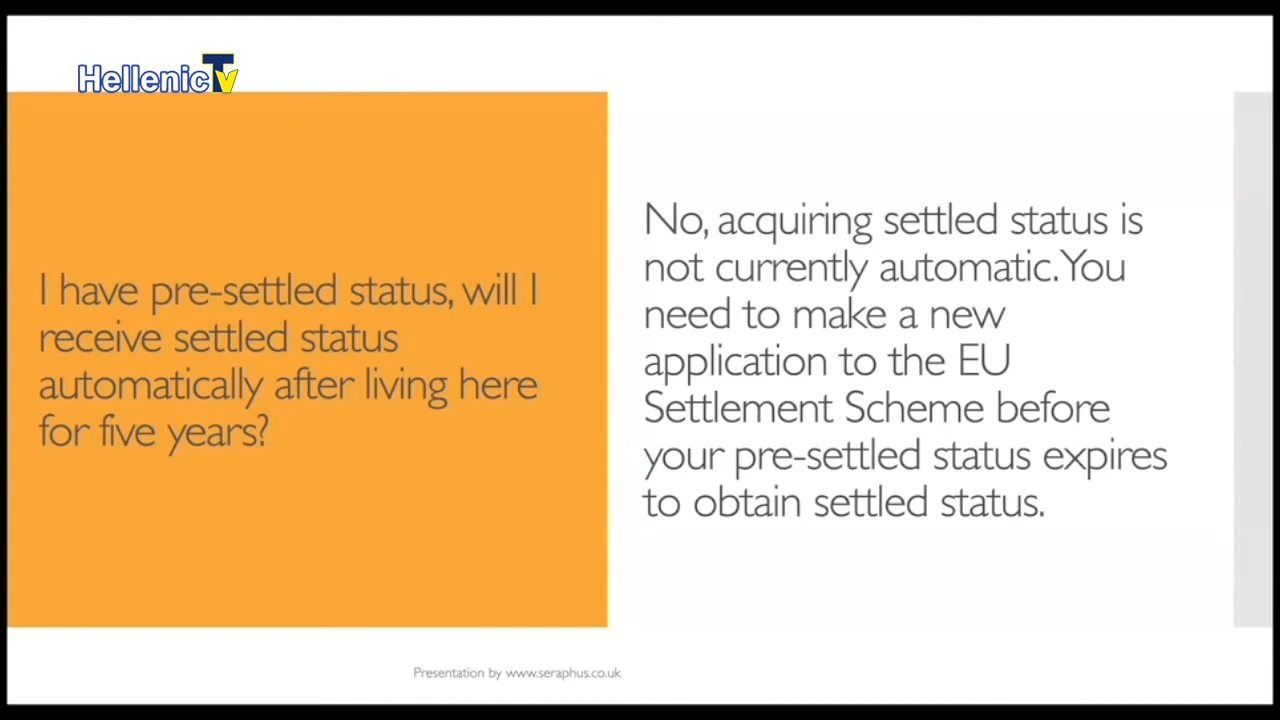 HellenicTv
I have pre-settled status, will I
receive settled status
automatically after living here
for five years?
No, acquiring settled status is
not currently automatic. You
need to make a new
application to the EU
Settlement Scheme before
your pre-settled status expires
to obtain settled status.
Presentation by www.seraphus.co.uk